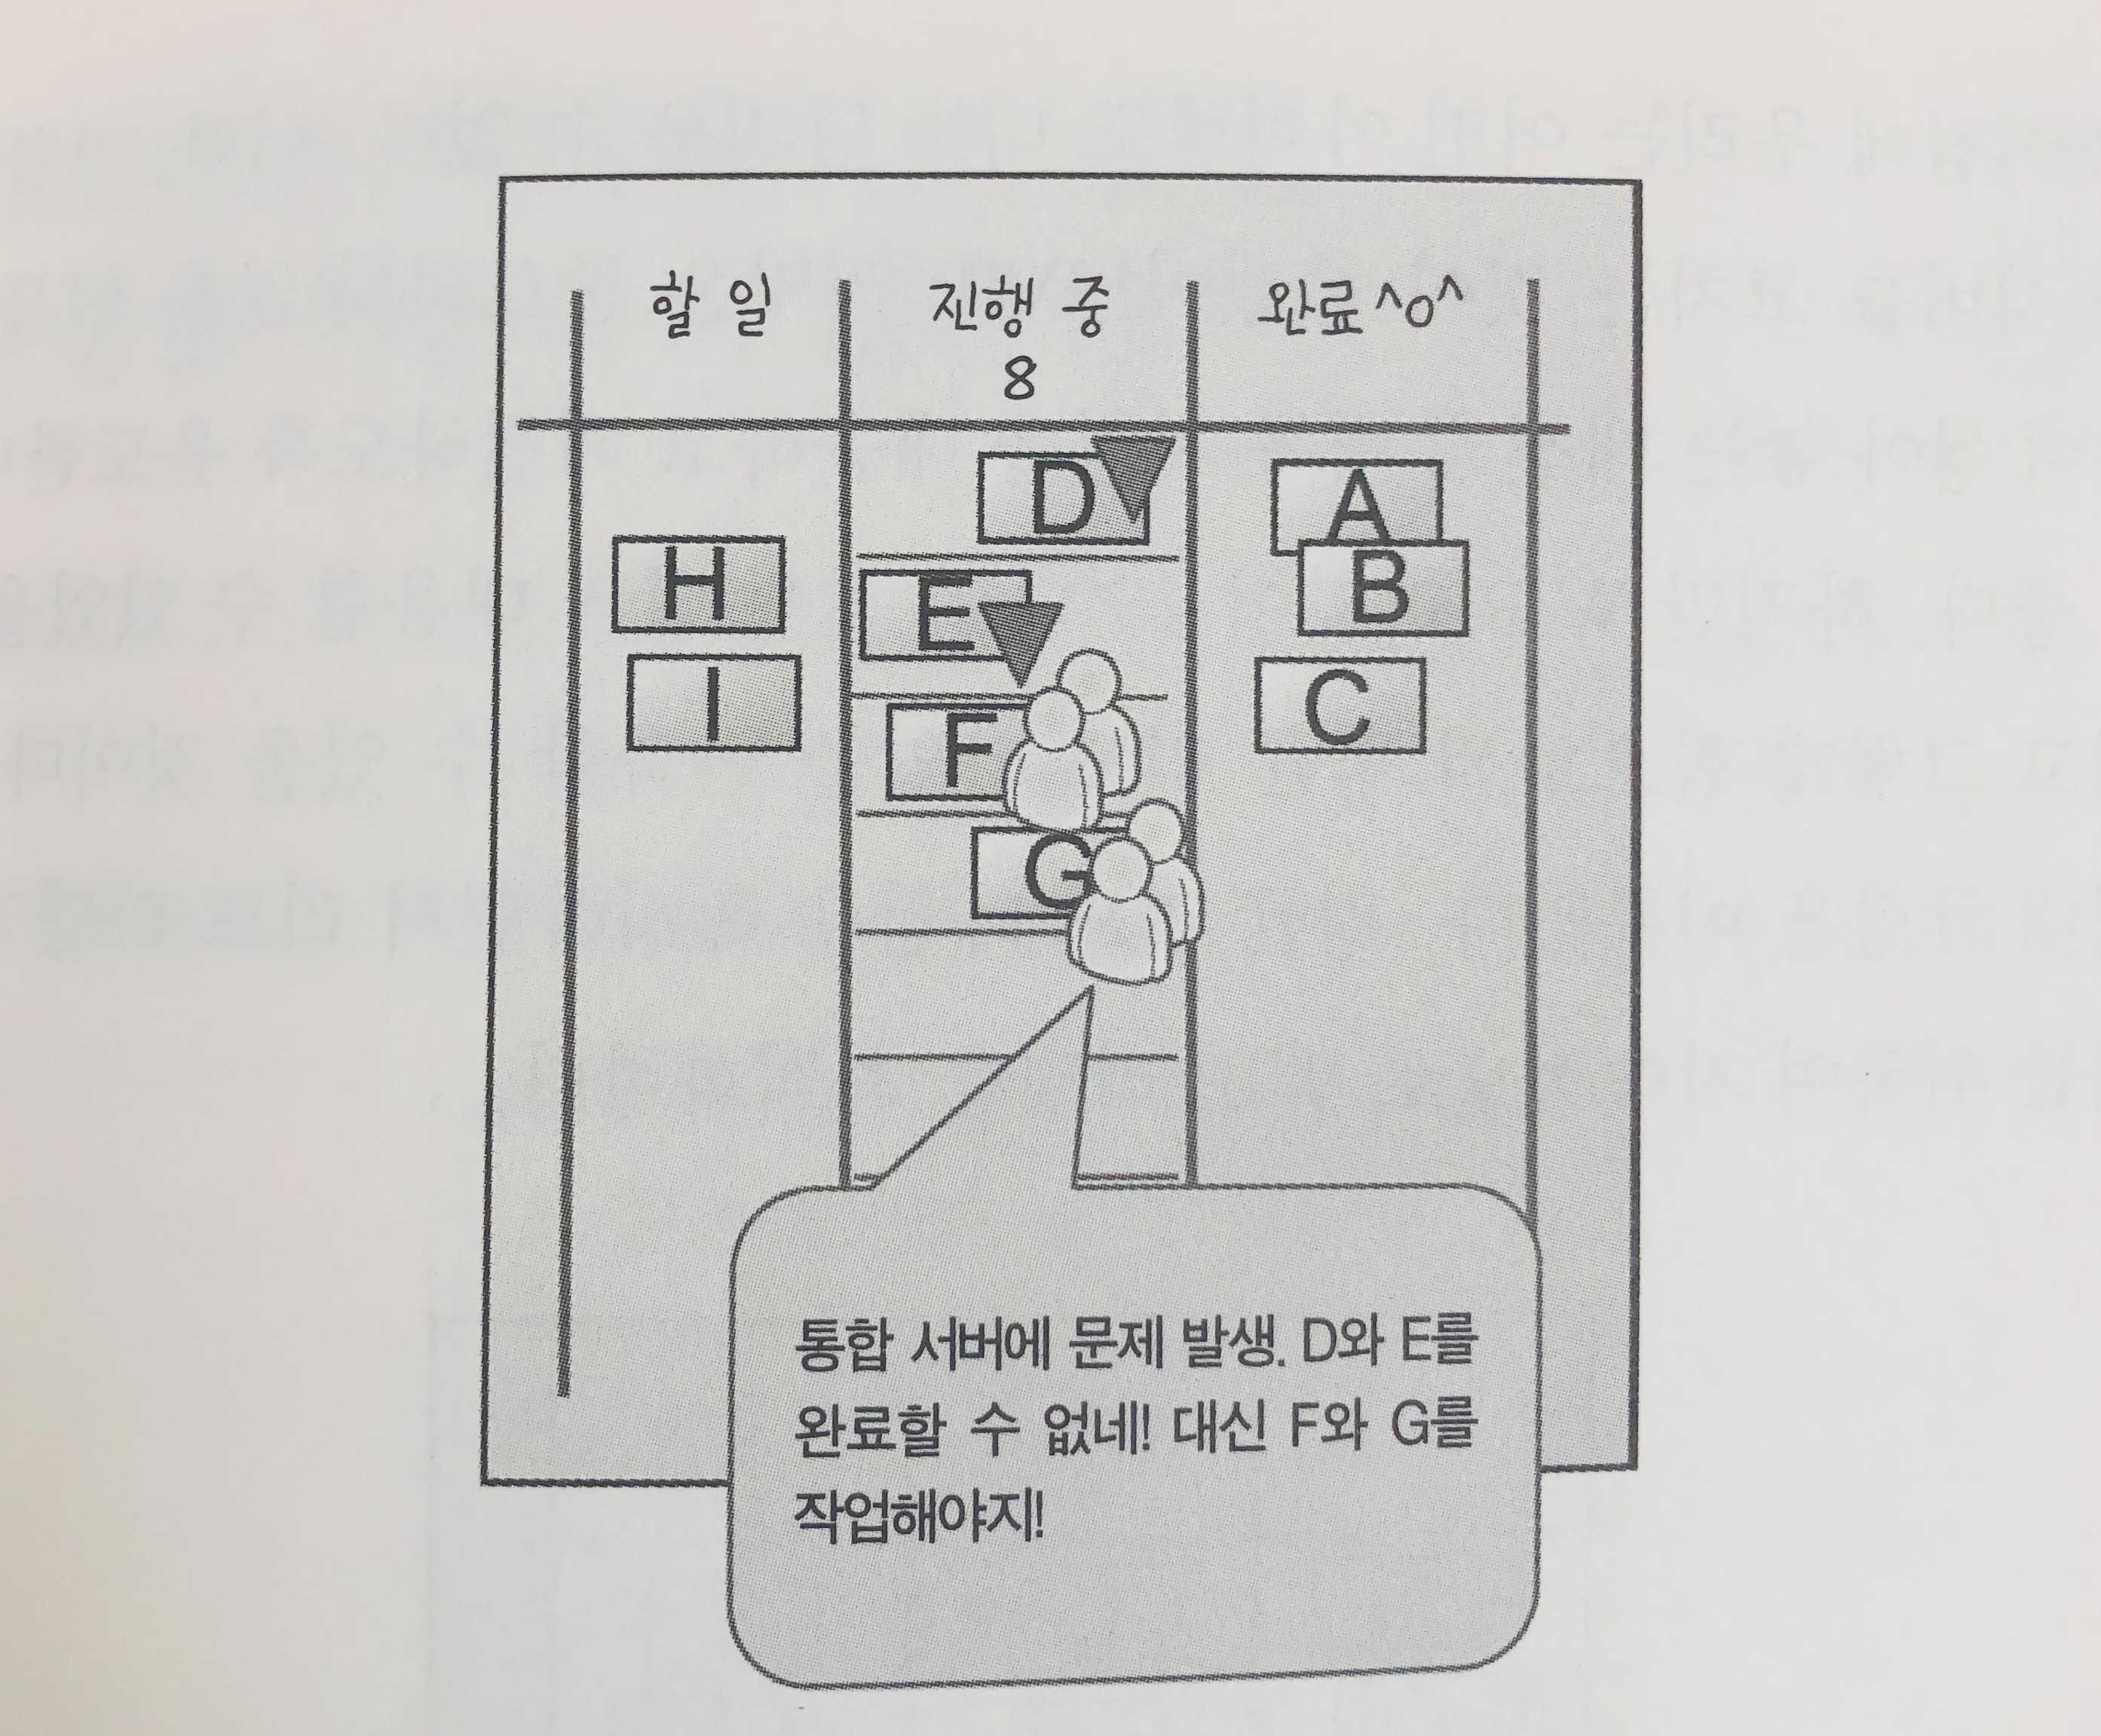 할 일 진행 중 완료^o^
8
D
A
H
E
B
I
F
C
G
통합 서버에 문제 발생. D와 E를
완료할 수 없네! 대신 F와 G를
작업해야지!